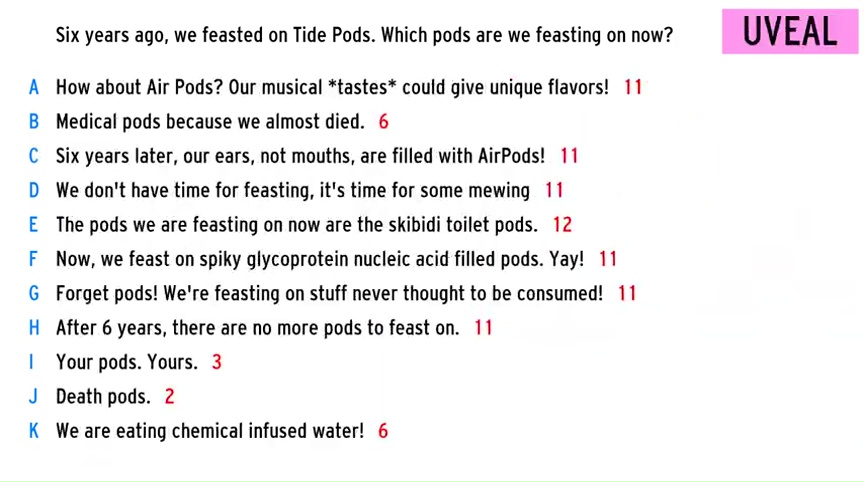 Six years ago, we feasted on Tide Pods. Which pods are we feasting on now?
UVEAL
A How about Air Pods? Our musical *tastes* could give unique flavors! 11
B Medical pods because we almost died. 6
C Six years later, our ears, not mouths, are filled with AirPods! 11
D We don't have time for feasting, it's time for some mewing 11
E The pods we are feasting on now are the skibidi toilet pods. 12
F Now, we feast on spiky glycoprotein nucleic acid filled pods. Yay! 11
G Forget pods! We're feasting on stuff never thought to be consumed! 11
H After 6 years, there are no more pods to feast on. 11
I Your pods. Yours. 3
J Death pods. 2
K We are eating chemical infused water! 6